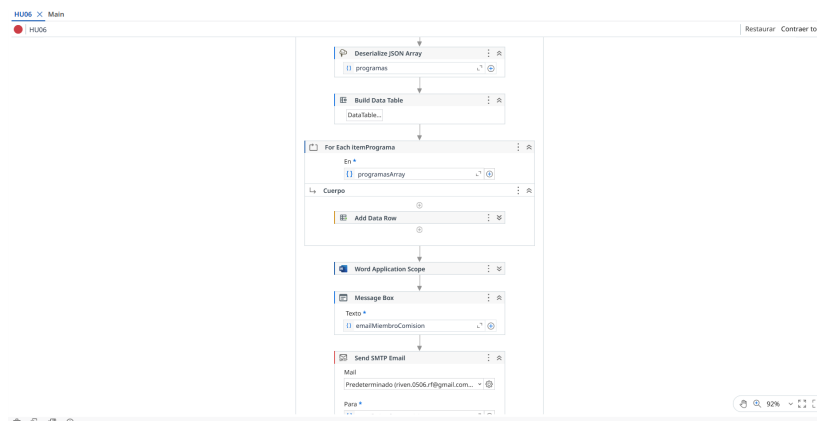 HU06 Main
HU06 Restaurar Contraer to
Deserialize JSON Array
programas
Build Data Table
DataTable...
For Each itemPrograma
En *
programasArray
Cuerpo
Add Data Row
Word Application Scope
Message Box
Texto *
emailMiembroComision
Send SMTP Email
Mail
Predeterminado (riven.0506.rf@gmail.com...
Para *
92%